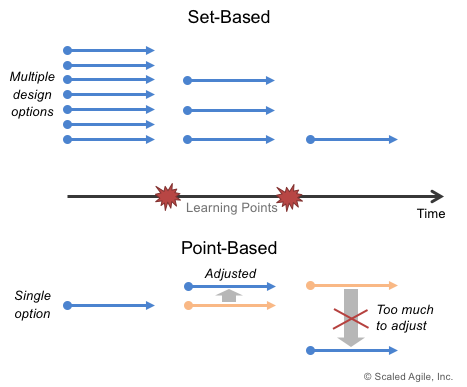 Set-Based
Multiple
design
options
Learning Points
Time
Point-Based
Adjusted
Single
option
Too much
to adjust
© Scaled Agile, Inc.